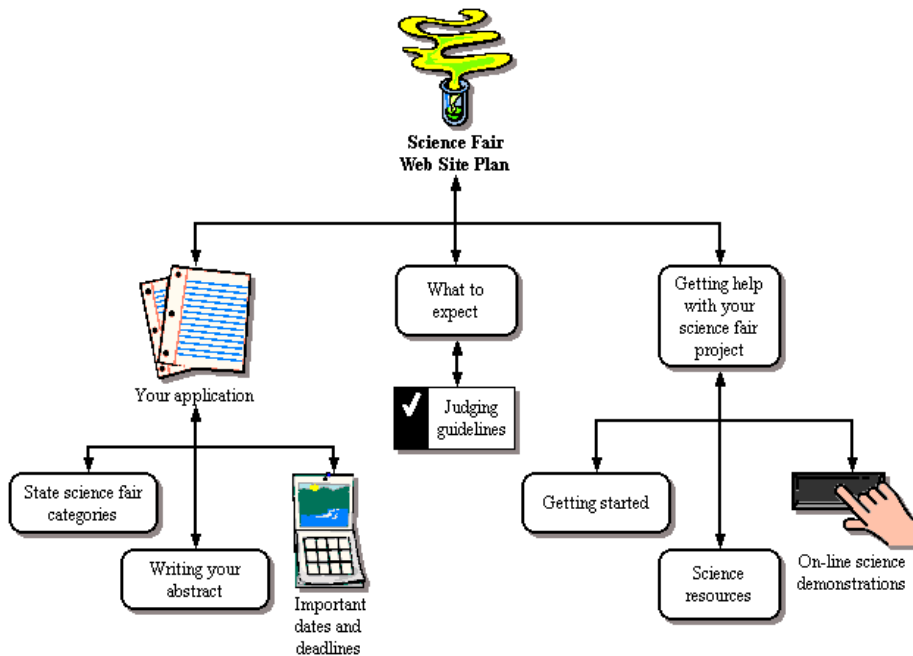 Science Fair
Web Site Plan
Your application
What to
expect
Getting help
with your
science fair
project
Judging
guidelines
State science fair
categories
Writing your
abstract
Important
dates and
deadlines
Getting started
Science
resources
On-line science
demonstrations